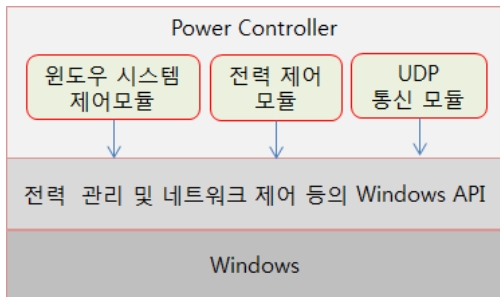 Power Controller
윈도우 시스템
제어모듈
전력 제어
모듈
UDP
통신 모듈
전력 관리 및 네트워크 제어 등의 Windows API
Windows